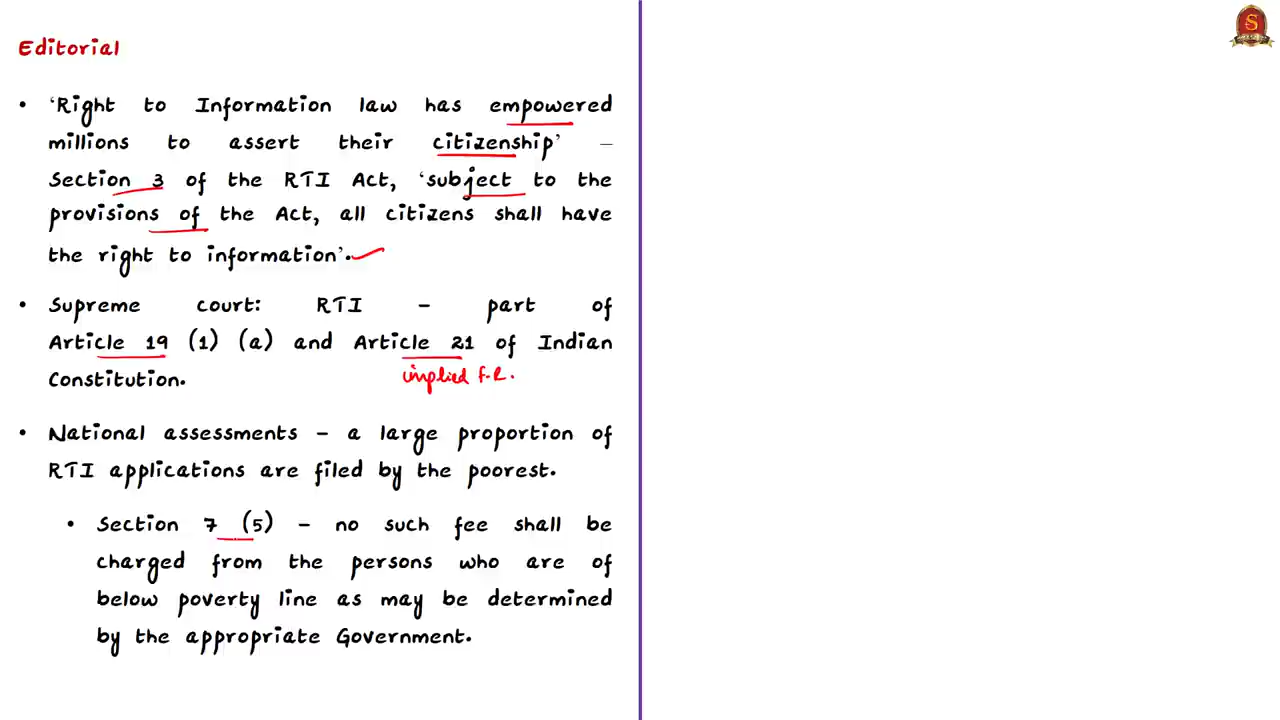 Editorial
• 'Right to Information law has empowered
millions to assert their citizenship' –
Section 3 of the RTI Act, 'subject to the
provisions of the Act, all citizens shall have
the right to information'.
• Supreme court: RTI – part of
Article 19 (1) (a) and Article 21 of Indian
Constitution.
implied F.R.
• National assessments – a large proportion of
RTI applications are filed by the poorest.
• Section 7 (5) – no such fee shall be
charged from the persons who are of
below poverty line as may be determined
by the appropriate Government.
S